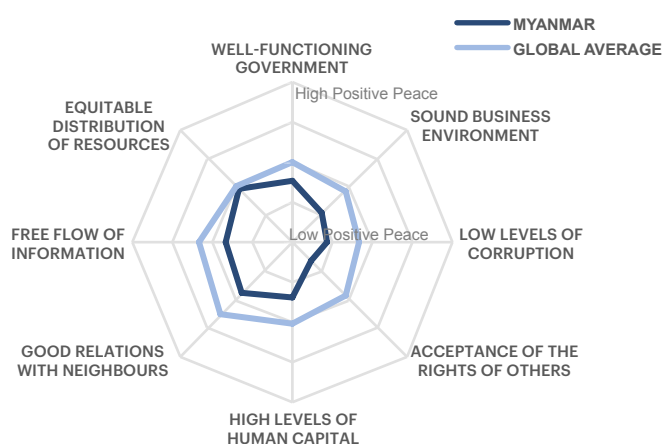 MYANMAR
GLOBAL AVERAGE
WELL-FUNCTIONING
GOVERNMENT
High Positive Peace
SOUND BUSINESS
ENVIRONMENT
EQUITABLE
DISTRIBUTION
OF RESOURCES
FREE FLOW OF
INFORMATION
Low Positive Peace
LOW LEVELS OF
CORRUPTION
GOOD RELATIONS
WITH NEIGHBOURS
ACCEPTANCE OF THE
RIGHTS OF OTHERS
HIGH LEVELS OF
HUMAN CAPITAL